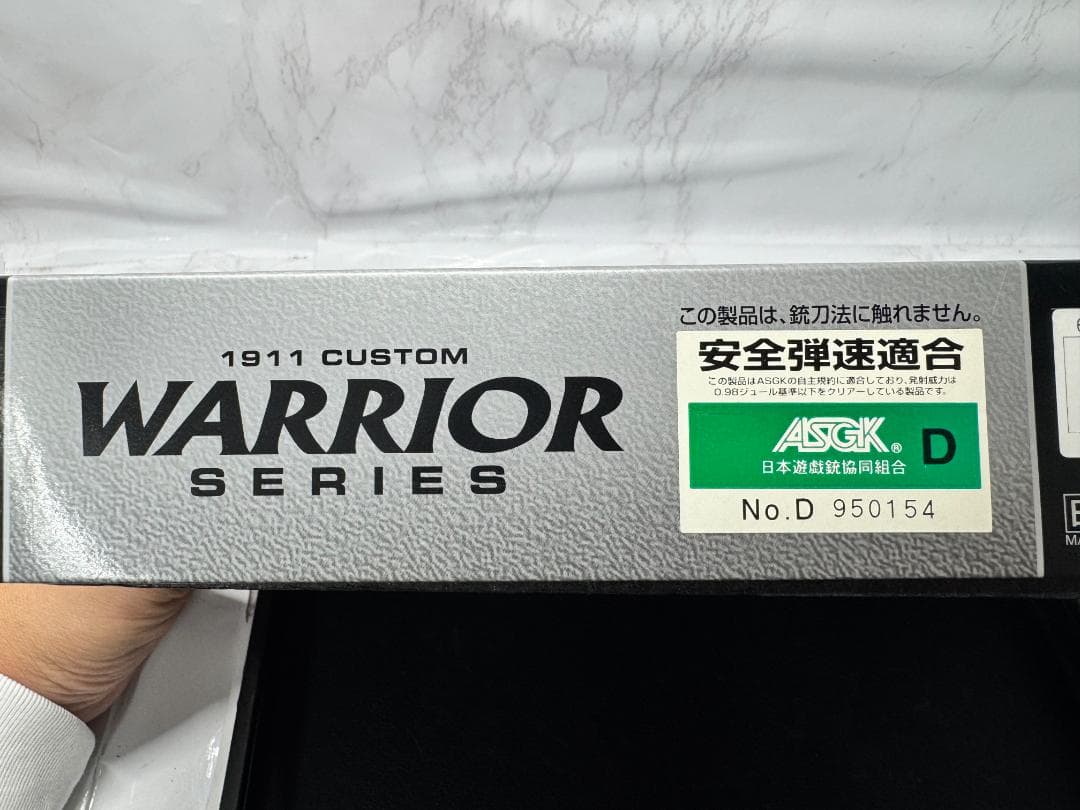 1911 CUSTOM
WARRIOR
SERIES
この製品は、銃刀法に触れません。
安全弾速適合
この製品はASGKの自主規約に適合しており、発射威力は
0.98ジュール基準以下をクリアーしている製品です。
ASGK® D
日本遊戯銃協同組合
No.D 950154